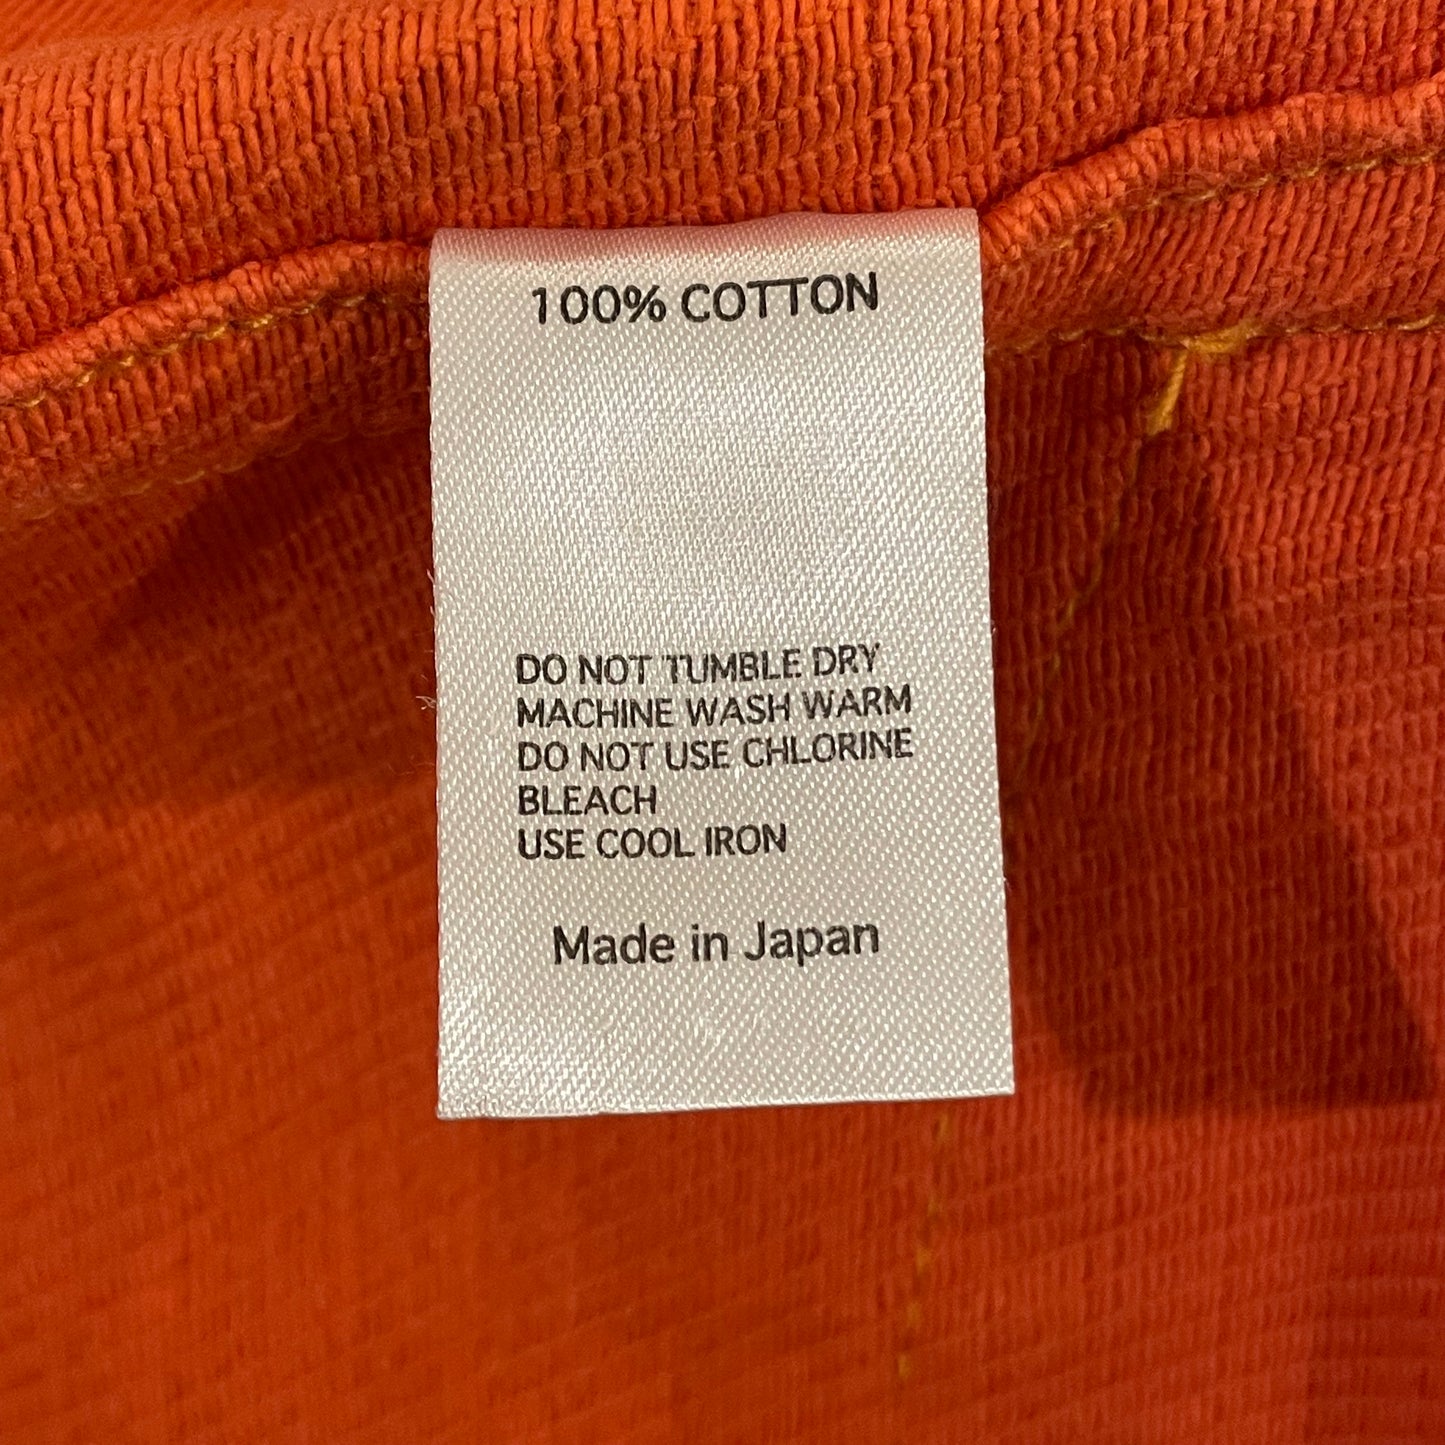 100% COTTON
DO NOT TUMBLE DRY
MACHINE WASH WARM
DO NOT USE CHLORINE
BLEACH
USE COOL IRON
Made in Japan